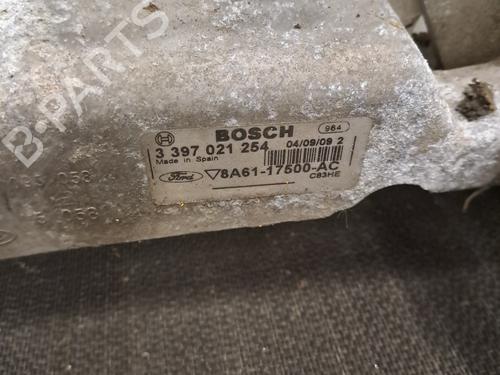 B-PARTS
BOSCH 964
3 397 021 254 04/09/09 2
Made in Spain
Ford 8A61-17500-AC
C83HE